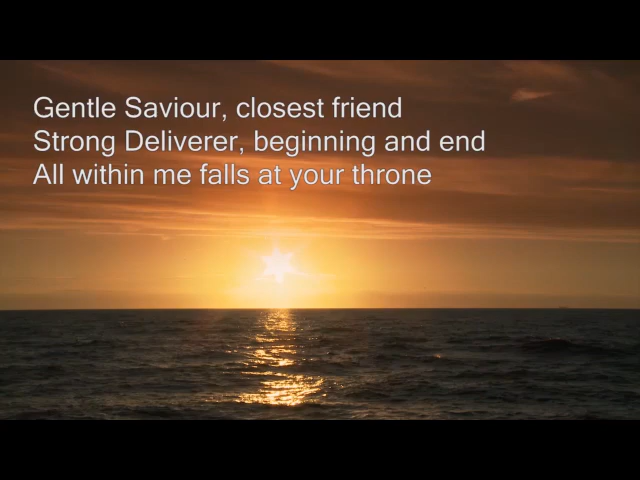 Gentle Saviour, closest friend
Strong Deliverer, beginning and end
All within me falls at your throne